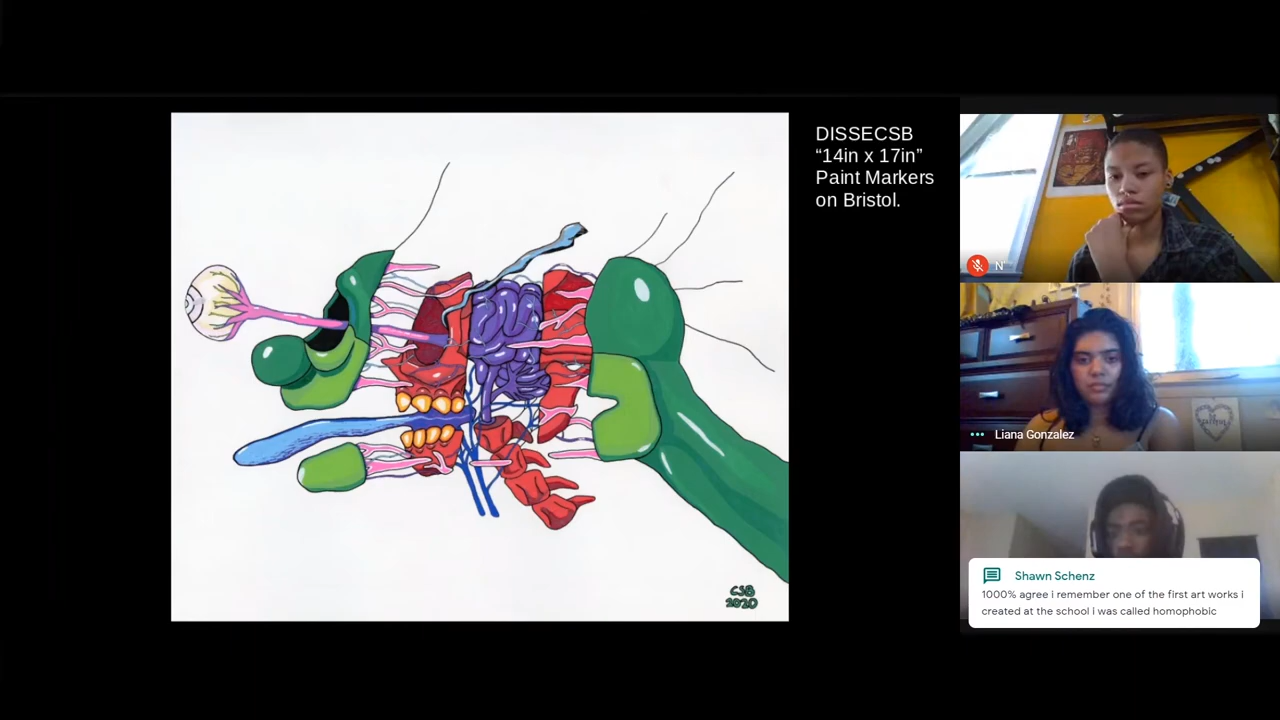 DISSECSB
“14in x 17in”
Paint Markers
on Bristol.
CSB
2020
N'
Liana Gonzalez
Shawn Schenz
1000% agree i remember one of the first art works i
created at the school i was called homophobic